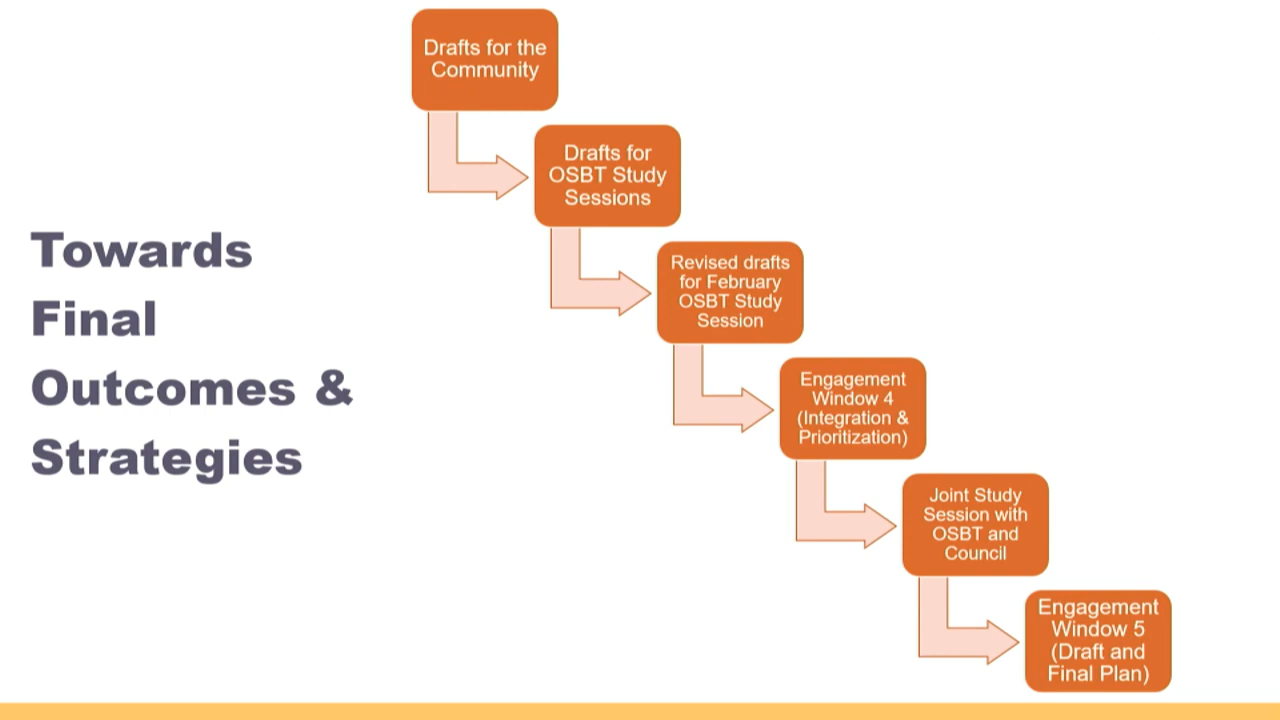 Towards
Final
Outcomes &
Strategies
Drafts for the
Community
Drafts for
OSBT Study
Sessions
Revised drafts
for February
OSBT Study
Session
Engagement
Window 4
(Integration &
Prioritization)
Joint Study
Session with
OSBT and
Council
Engagement
Window 5
(Draft and
Final Plan)